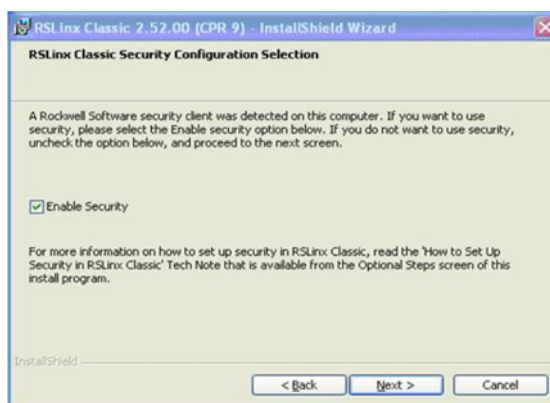 RSLinx Classic 2.52.00 (CPR 9) - InstallShield Wizard
RSLinx Classic Security Configuration Selection
A Rockwell Software security client was detected on this computer. If you want to use
security, please select the Enable security option below. If you do not want to use security,
uncheck the option below, and proceed to the next screen.
Enable Security
For more information on how to set up security in RSLinx Classic, read the 'How to Set Up
Security in RSLinx Classic' Tech Note that is available from the Optional Steps screen of this
install program.
InstallShield
< Back
Next >
Cancel